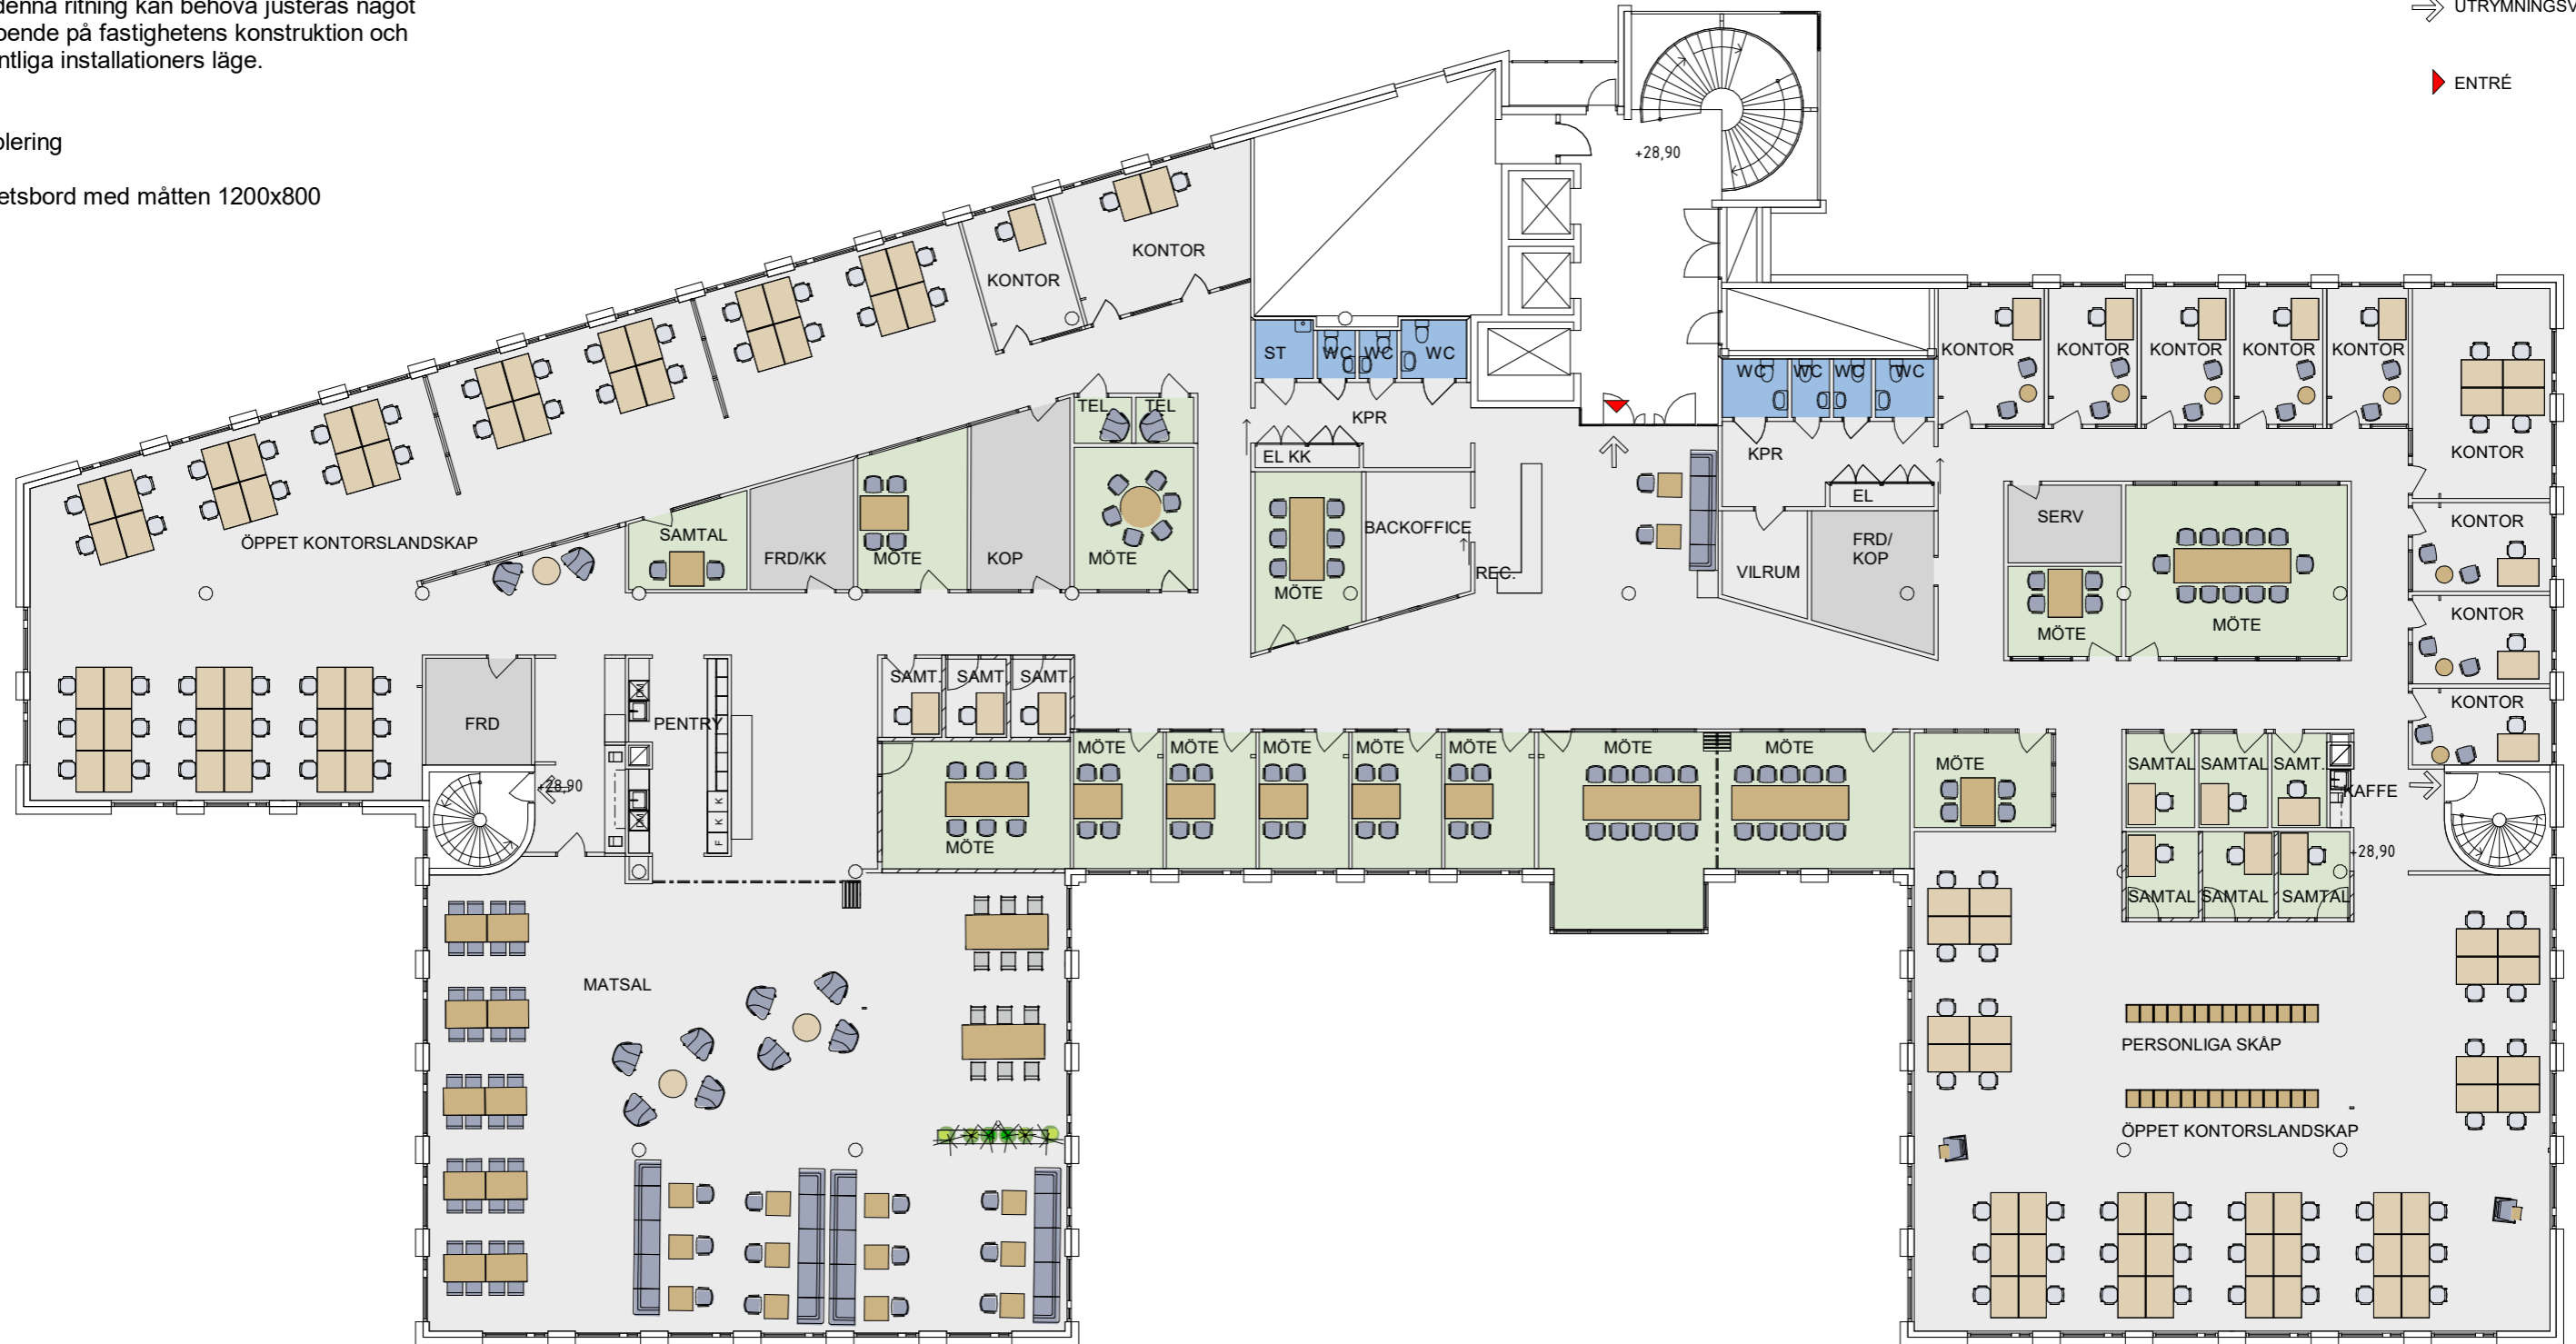 denna ritning kan behöva justeras något
oende på fastighetens konstruktion och
ntliga installationers läge.
olering
etsbord med måtten 1200x800
ENTRÉ
+28,90
KONTOR
KONTOR
ST
WC
WC
WC
WC
WC
WC
WC
KONTOR
KONTOR
KONTOR
KONTOR
KONTOR
TEL
TEL
KPR
KPR
EL KK
EL
KONTOR
ÖPPET KONTORSLANDSKAP
SAMTAL
FRD/KK
MÖTE
KOP
MÖTE
BACKOFFICE
MÖTE
REC.
VILRUM
FRD/
KOP
SERV
MÖTE
MÖTE
KONTOR
KONTOR
KONTOR
FRD
PENTRY
SAMT.
SAMT.
SAMT.
MÖTE
MÖTE
MÖTE
MÖTE
MÖTE
MÖTE
MÖTE
MÖTE
MÖTE
SAMTAL
SAMTAL
SAMT.
KAFFE
+28,90
DM
DM
K
K
F
SAMTAL
SAMTAL
SAMTAL
+28,90
MATSAL
PERSONLIGA SKÅP
ÖPPET KONTORSLANDSKAP